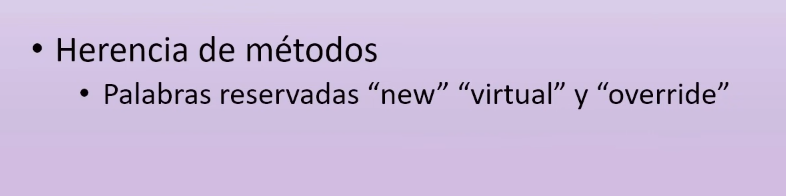 • Herencia de métodos
• Palabras reservadas “new” “virtual” y “override”